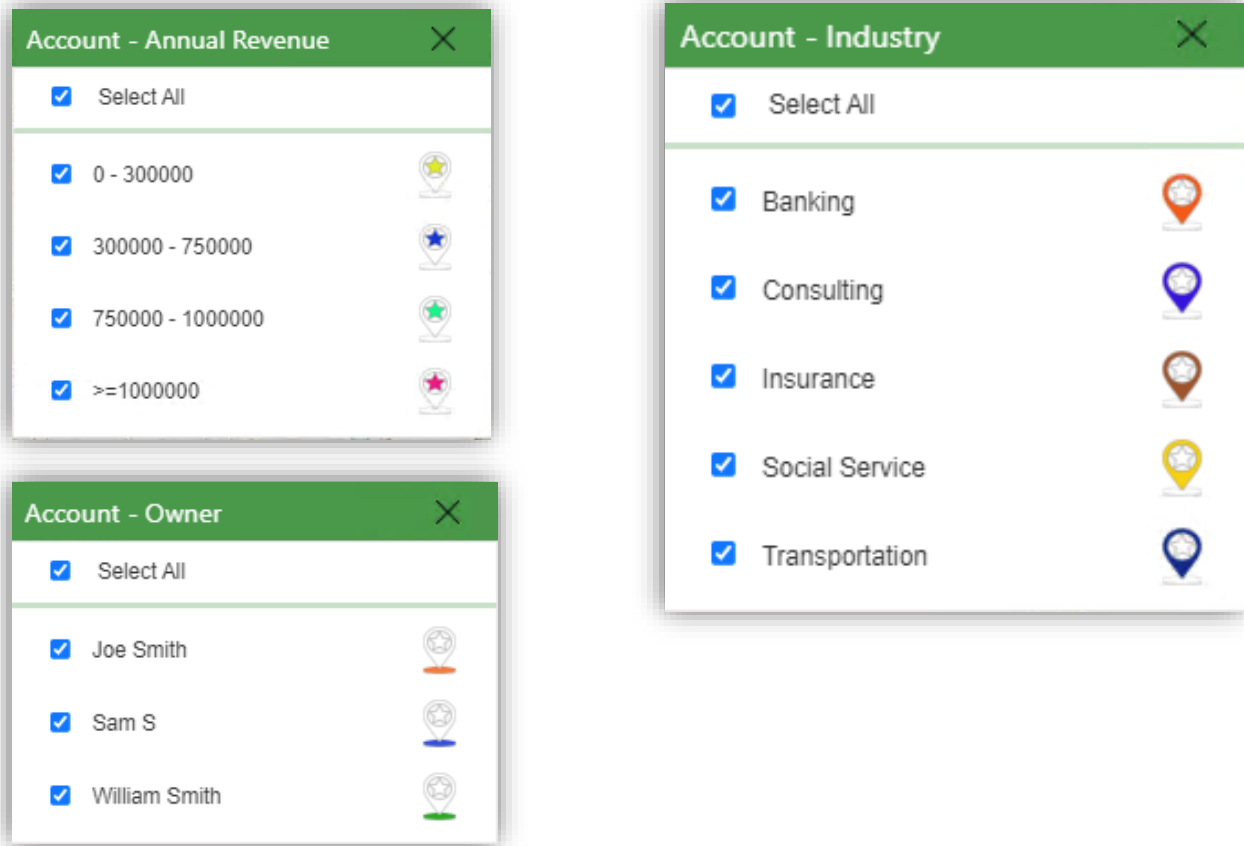 Account - Annual Revenue
Select All
0 - 300000
300000 - 750000
750000 - 1000000
>=1000000
Account - Owner
Select All
Joe Smith
Sam S
William Smith
Account - Industry
Select All
Banking
Consulting
Insurance
Social Service
Transportation